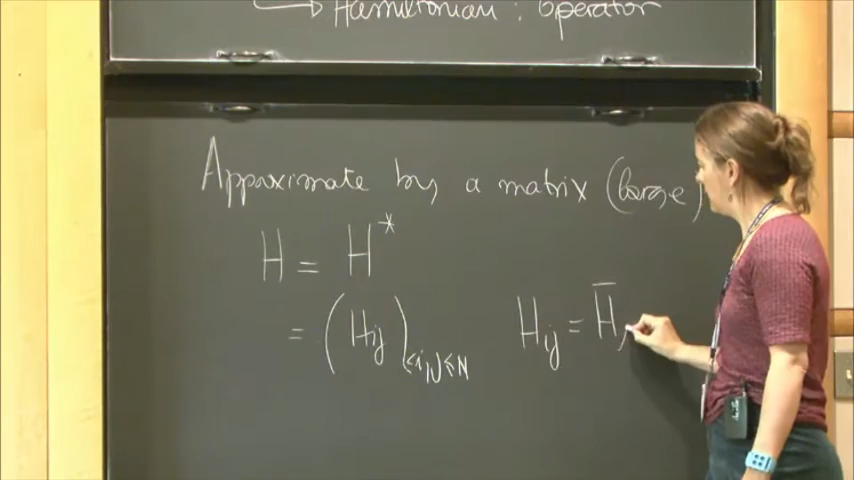 Hamiltonian : operator
Approximate by a matrix (large)
H = H*
= (Hij)≤i,j≤N    Hij = H̅j